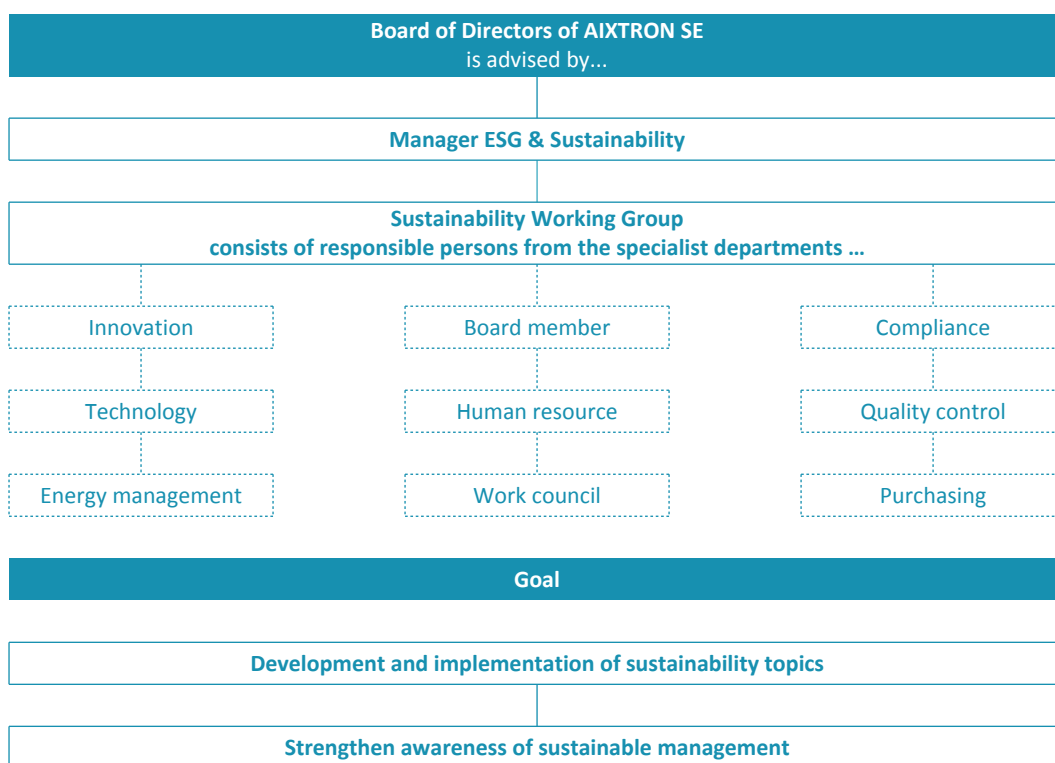 Board of Directors of AIXTRON SE
is advised by...
Manager ESG & Sustainability
Sustainability Working Group
consists of responsible persons from the specialist departments …
Innovation
Board member
Compliance
Technology
Human resource
Quality control
Energy management
Work council
Purchasing
Goal
Development and implementation of sustainability topics
Strengthen awareness of sustainable management